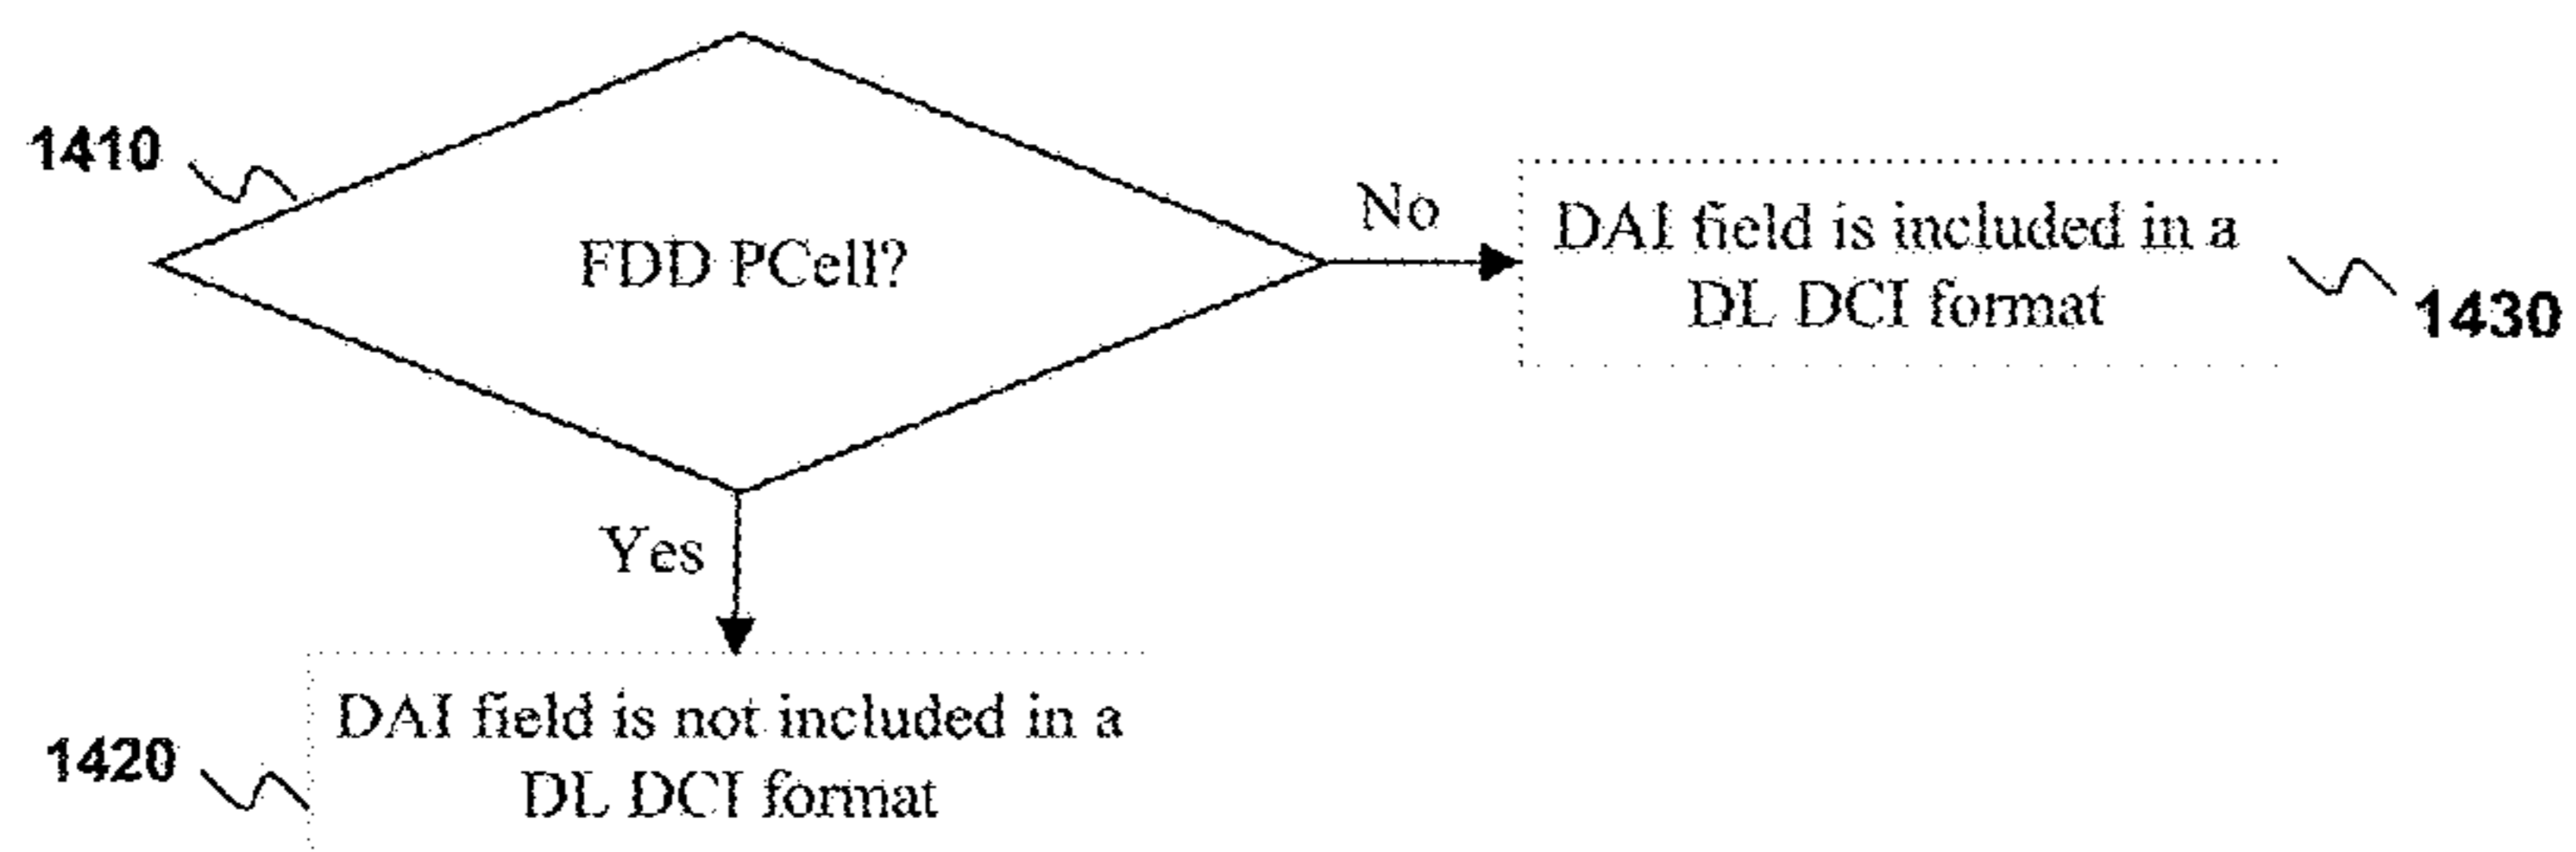 1410
FDD PCell?
No
DAI field is included in a
DL DCI format
1430
Yes
DAI field is not included in a
DL DCI format
1420